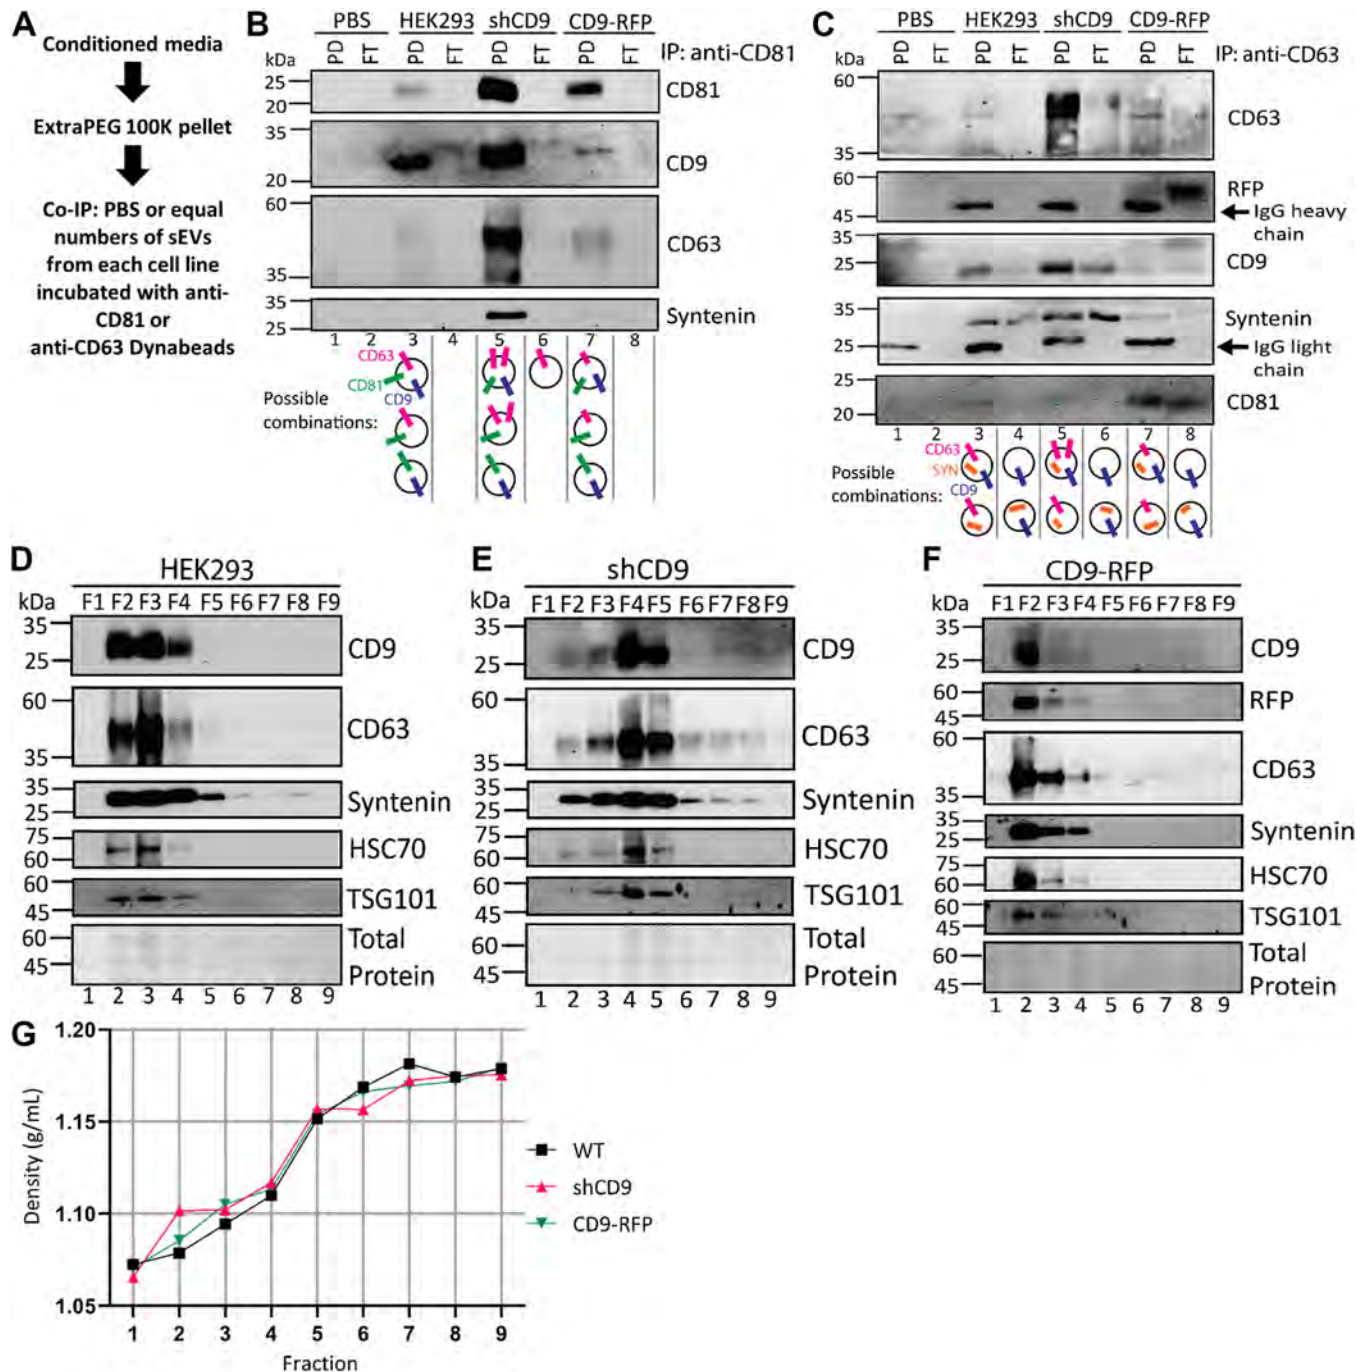 A
Conditioned media
ExtraPEG 100K pellet
Co-IP: PBS or equal
numbers of sEVs
from each cell line
incubated with anti-
CD81 or
anti-CD63 Dynabeads
B
PBS HEK293 shCD9 CD9-RFP
PD FT PD FT PD FT PD FT
IP: anti-CD81
kDa
25
20
CD81
35
20
CD9
60
35
CD63
35
25
Syntenin
1 2 3 4 5 6 7 8
CD63
CD81
CD9
Possible
combinations:
C
PBS HEK293 shCD9 CD9-RFP
PD FT PD FT PD FT PD FT
IP: anti-CD63
kDa
60
35
CD63
60
45
RFP
IgG heavy
chain
35
25
CD9
35
25
Syntenin
IgG light
chain
25
20
CD81
1 2 3 4 5 6 7 8
CD63
SYN
CD9
Possible
combinations:
D
HEK293
kDa F1 F2 F3 F4 F5 F6 F7 F8 F9
35
25
CD9
60
35
CD63
35
25
Syntenin
75
60
HSC70
60
45
TSG101
60
45
Total
Protein
1 2 3 4 5 6 7 8 9
E
shCD9
kDa F1 F2 F3 F4 F5 F6 F7 F8 F9
35
25
CD9
60
35
CD63
35
25
Syntenin
75
60
HSC70
60
45
TSG101
60
45
Total
Protein
1 2 3 4 5 6 7 8 9
F
CD9-RFP
kDa F1 F2 F3 F4 F5 F6 F7 F8 F9
35
25
CD9
60
45
RFP
60
35
CD63
35
25
Syntenin
75
60
HSC70
60
45
TSG101
60
45
Total
Protein
1 2 3 4 5 6 7 8 9
G
1.20
1.15
1.10
1.05
Density (g/mL)
1 2 3 4 5 6 7 8 9
Fraction
WT
shCD9
CD9-RFP